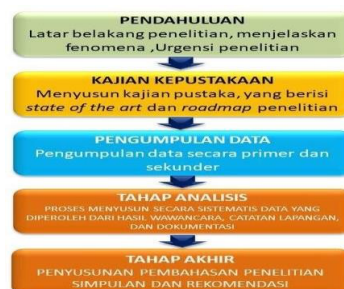 PENDAHULUAN
Latar belakang penelitian, menjelaskan
fenomena ,Urgensi penelitian
KAJIAN KEPUSTAKAAN
Menyusun kajian pustaka, yang berisi
state of the art dan roadmap penelitian
PENGUMPULAN DATA
Pengumpulan data secara primer dan
sekunder
TAHAP ANALISIS
PROSES MENYUSUN SECARA SISTEMATIS DATA YANG
DIPEROLEH DARI HASIL WAWANCARA, CATATAN LAPANGAN,
DAN DOKUMENTASI
TAHAP AKHIR
PENYUSUNAN PEMBAHASAN PENELITIAN
SIMPULAN DAN REKOMENDASI